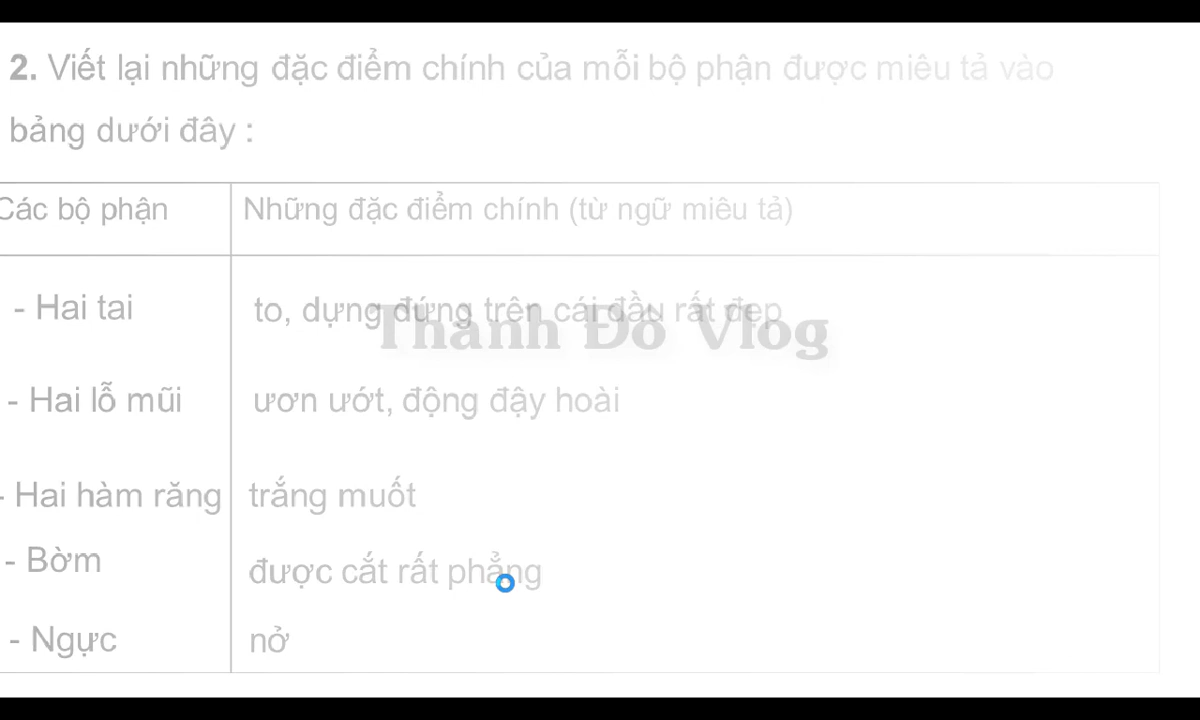 2. Viết lại những đặc điểm chính của mỗi bộ phận được miêu tả vào
bảng dưới đây :
Các bộ phận Những đặc điểm chính (từ ngữ miêu tả)
- Hai tai to, dựng đứng trên cái đầu rất đẹp
Thành Đô Vlog
- Hai lỗ mũi ươn ướt, động đậy hoài
- Hai hàm răng trắng muốt
- Bờm được cắt rất phẳng
- Ngực nở